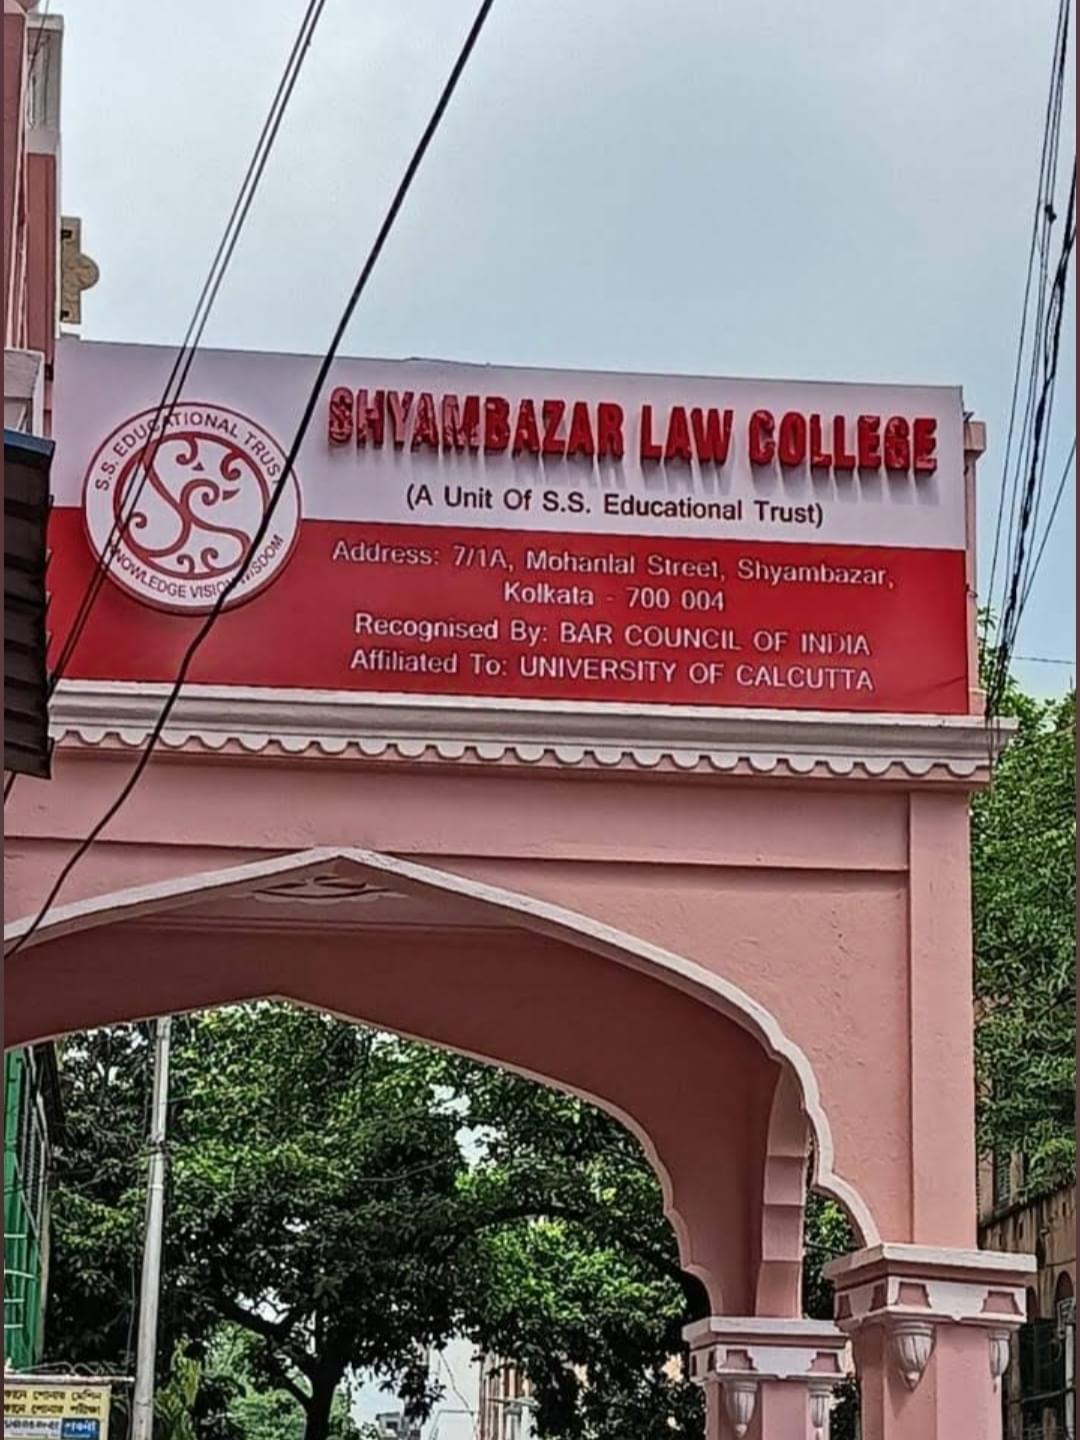 S.S. EDUCATIONAL TRUST
KNOWLEDGE VISION WISDOM
SHYAMBAZAR LAW COLLEGE
(A Unit Of S.S. Educational Trust)
Address: 7/1A, Mohanlal Street, Shyambazar,
Kolkata - 700 004
Recognised By: BAR COUNCIL OF INDIA
Affiliated To: UNIVERSITY OF CALCUTTA
কানে শোনার মেশিন
কানে শোনার পরীক্ষা